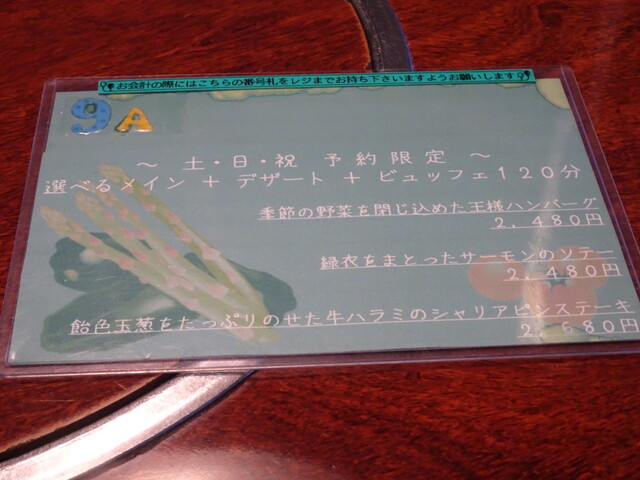 お会計の際にはこちらの番号札をレジまでお持ち下さいますようお願いします
9A
～ 土・日・祝 予約限定 ～
選べるメイン + デザート + ビュッフェ120分
季節の野菜を閉じ込めた王様ハンバーグ
2,480円
緑衣をまとったサーモンのソテー
2,480円
飴色玉葱をたっぷりのせた牛ハラミのシャリアピンステーキ
2,680円